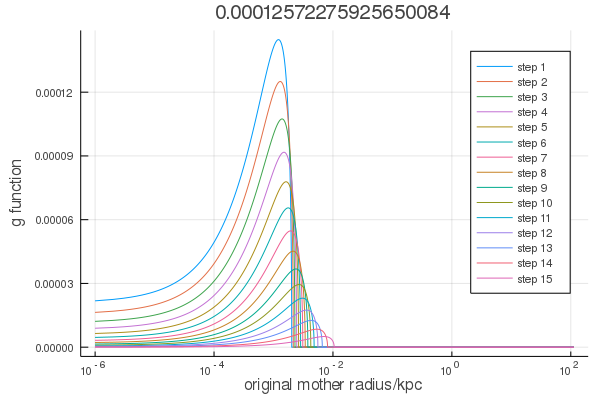 0.00012572275925650084
g function
0.00012
0.00009
0.00006
0.00003
0.00000
10^-6
10^-4
10^-2
10^0
10^2
original mother radius/kpc
step 1
step 2
step 3
step 4
step 5
step 6
step 7
step 8
step 9
step 10
step 11
step 12
step 13
step 14
step 15